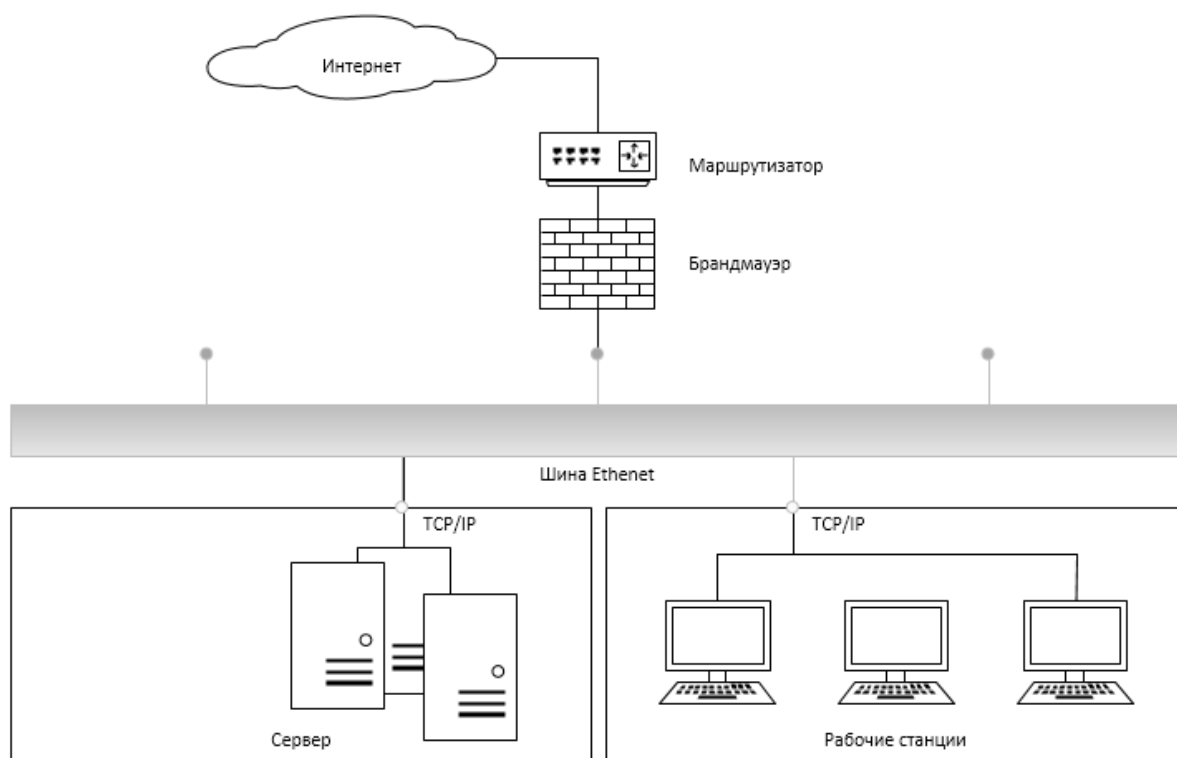 Интернет
Маршрутизатор
Брандмауэр
Шина Ethenet
TCP/IP
TCP/IP
Сервер
Рабочие станции